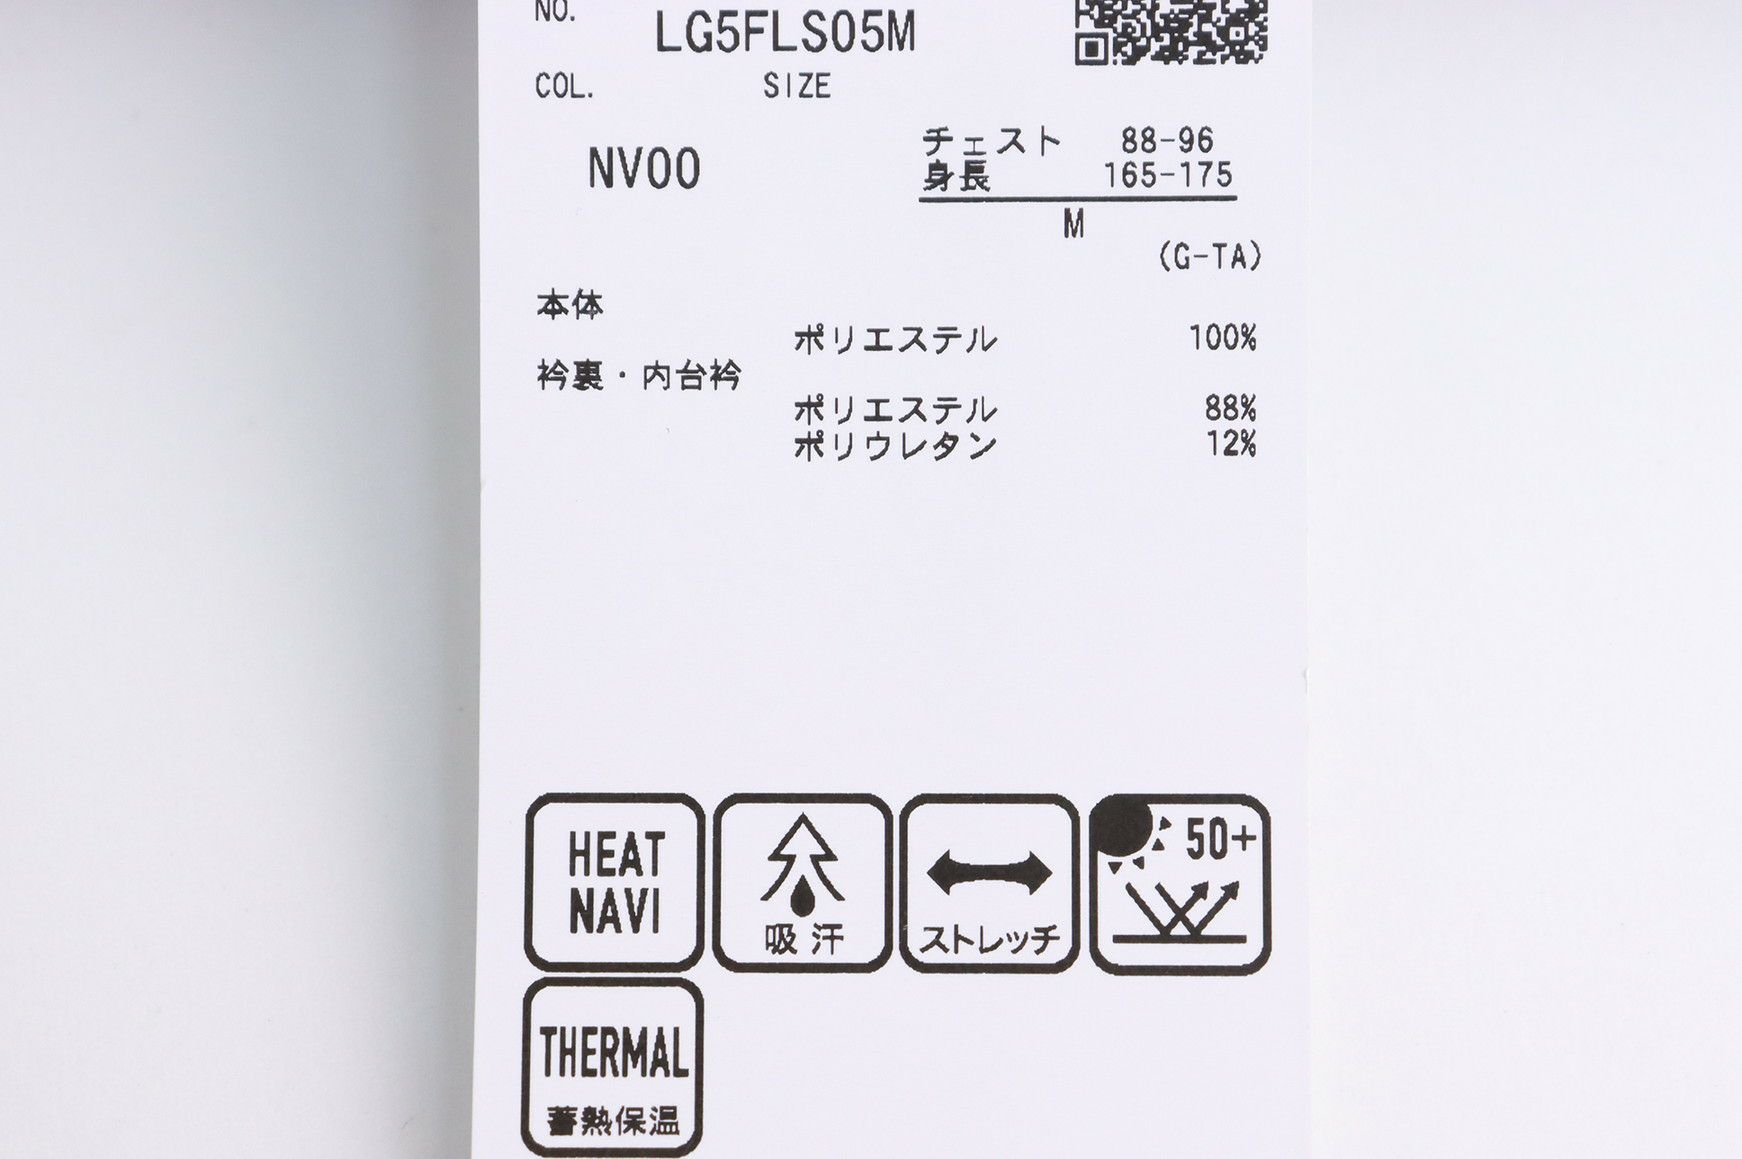 NO.
LG5FLS05M
COL. SIZE
NV00
チェスト 88-96
身長 165-175
M
(G-TA)
本体
ポリエステル 100%
衿裏・内台衿
ポリエステル 88%
ポリウレタン 12%
HEAT
NAVI
吸汗
ストレッチ
50+
THERMAL
蓄熱保温